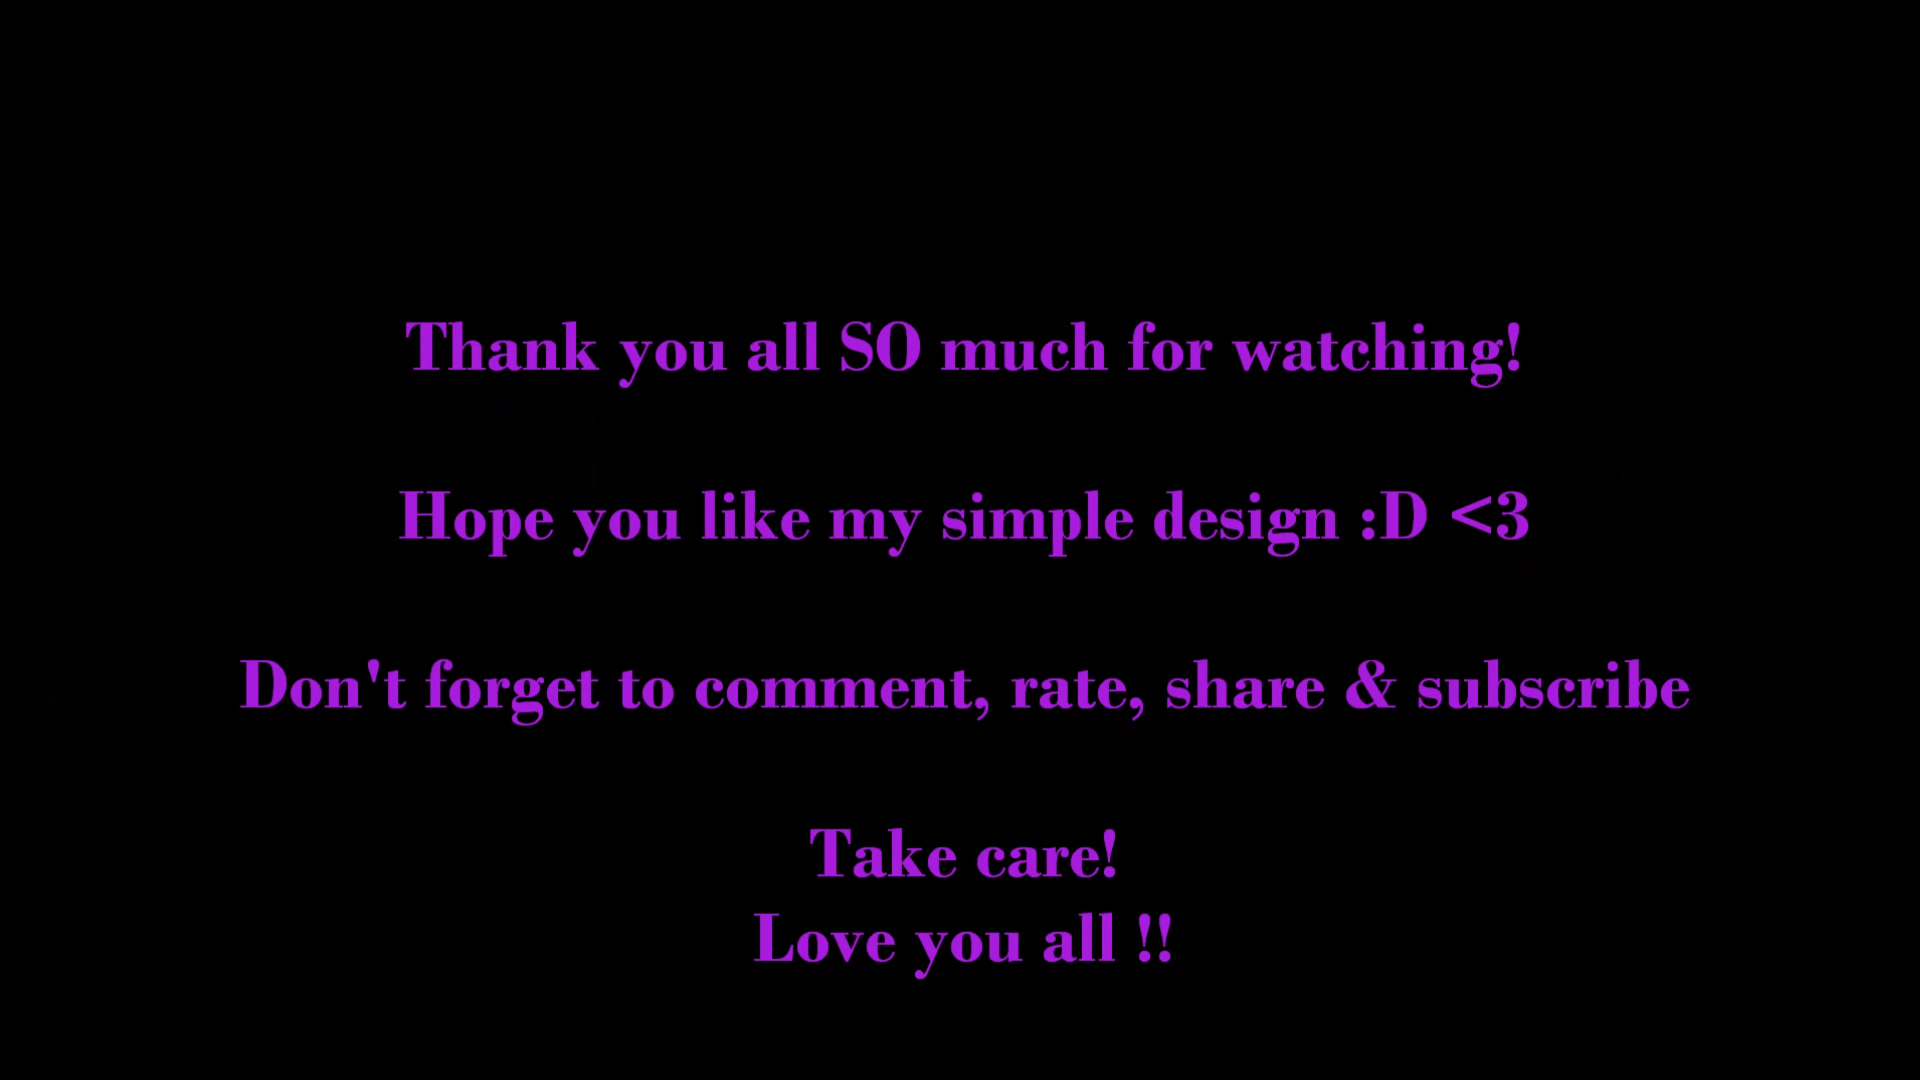 Thank you all SO much for watching!
Hope you like my simple design :D <3
Don't forget to comment, rate, share & subscribe
Take care!
Love you all !!